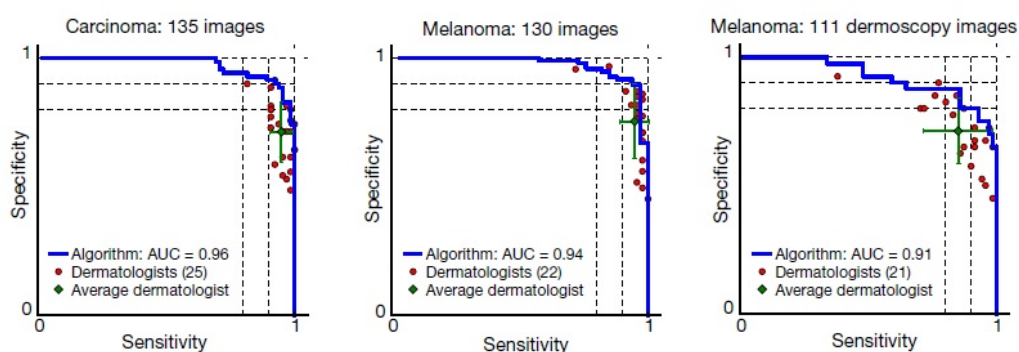 Carcinoma: 135 images
1
Specificity
Algorithm: AUC = 0.96
Dermatologists (25)
Average dermatologist
0
0
1
Sensitivity
Melanoma: 130 images
1
Specificity
Algorithm: AUC = 0.94
Dermatologists (22)
Average dermatologist
0
0
1
Sensitivity
Melanoma: 111 dermoscopy images
1
Specificity
Algorithm: AUC = 0.91
Dermatologists (21)
Average dermatologist
0
0
1
Sensitivity